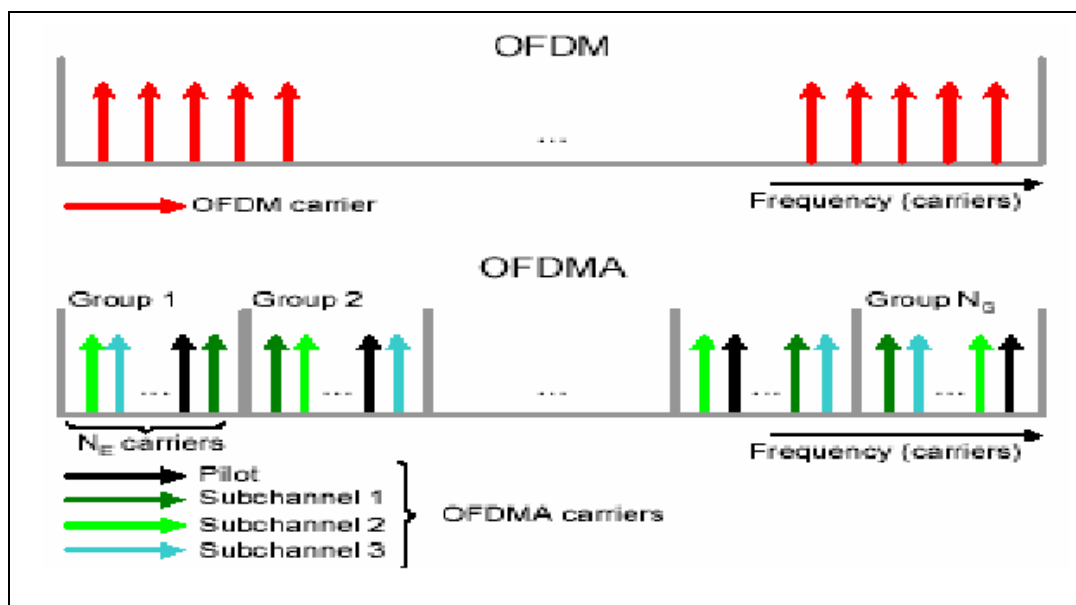 OFDM
...
OFDM carrier
Frequency (carriers)
OFDMA
Group 1
Group 2
Group N_G
...
...
...
...
...
N_E carriers
Frequency (carriers)
Pilot
Subchannel 1
Subchannel 2
Subchannel 3
OFDMA carriers